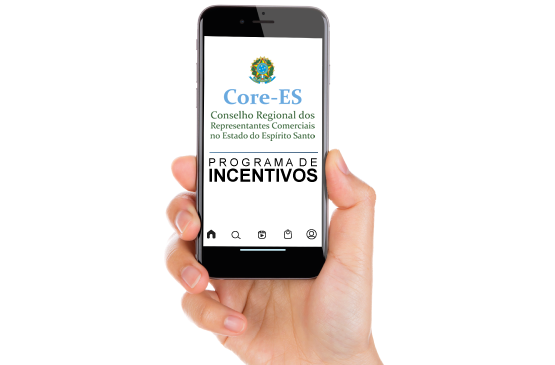 Core-ES
Conselho Regional dos
Representantes Comerciais
no Estado do Espírito Santo
PROGRAMA DE
INCENTIVOS